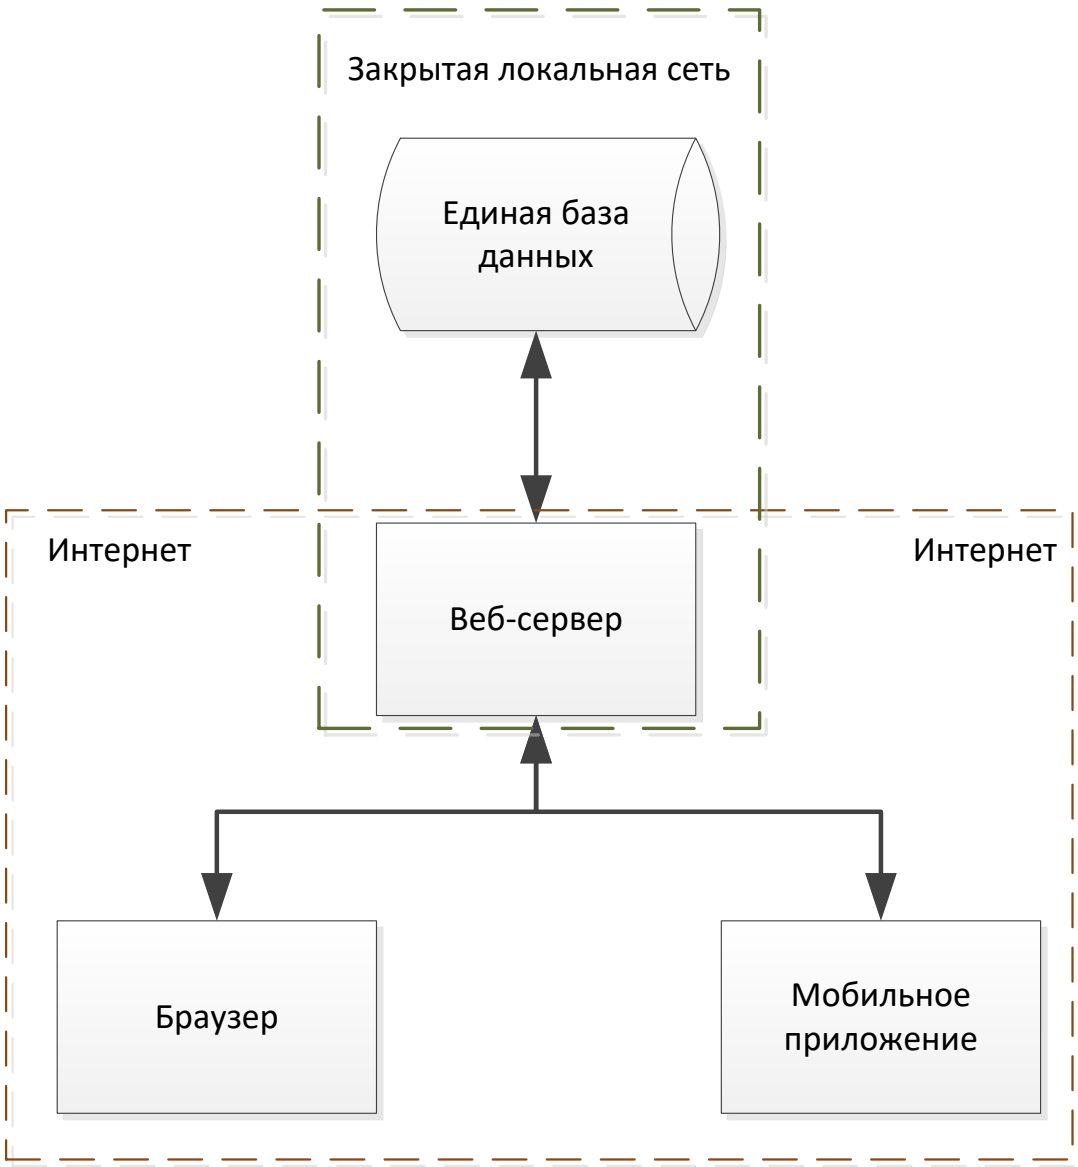 Закрытая локальная сеть
Единая база
данных
Интернет
Интернет
Веб-сервер
Браузер
Мобильное
приложение